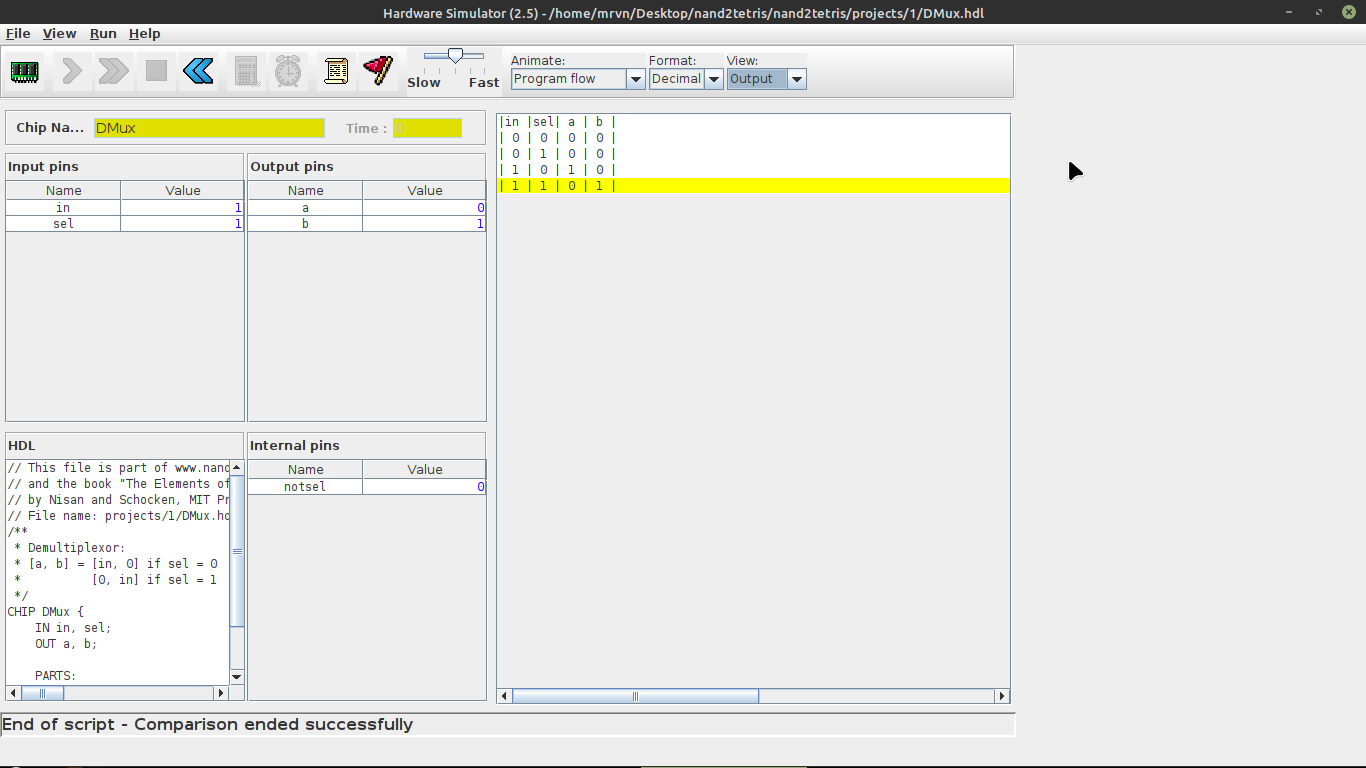 Hardware Simulator (2.5) - /home/mrvn/Desktop/nand2tetris/nand2tetris/projects/1/DMux.hdl
File View Run Help
Slow Fast
Animate:
Program flow
Format:
Decimal
View:
Output
Chip Na... DMux Time : 0
Input pins
Name Value
in 1
sel 1
Output pins
Name Value
a 0
b 1
|in |sel| a | b |
| 0 | 0 | 0 | 0 |
| 0 | 1 | 0 | 0 |
| 1 | 0 | 1 | 0 |
| 1 | 1 | 0 | 1 |
HDL
// This file is part of www.nand
// and the book "The Elements of
// by Nisan and Schocken, MIT Pr
// File name: projects/1/DMux.hd
/**
 * Demultiplexor:
 * [a, b] = [in, 0] if sel = 0
 *          [0, in] if sel = 1
 */
CHIP DMux {
    IN in, sel;
    OUT a, b;
    PARTS:
Internal pins
Name Value
notsel 0
End of script - Comparison ended successfully